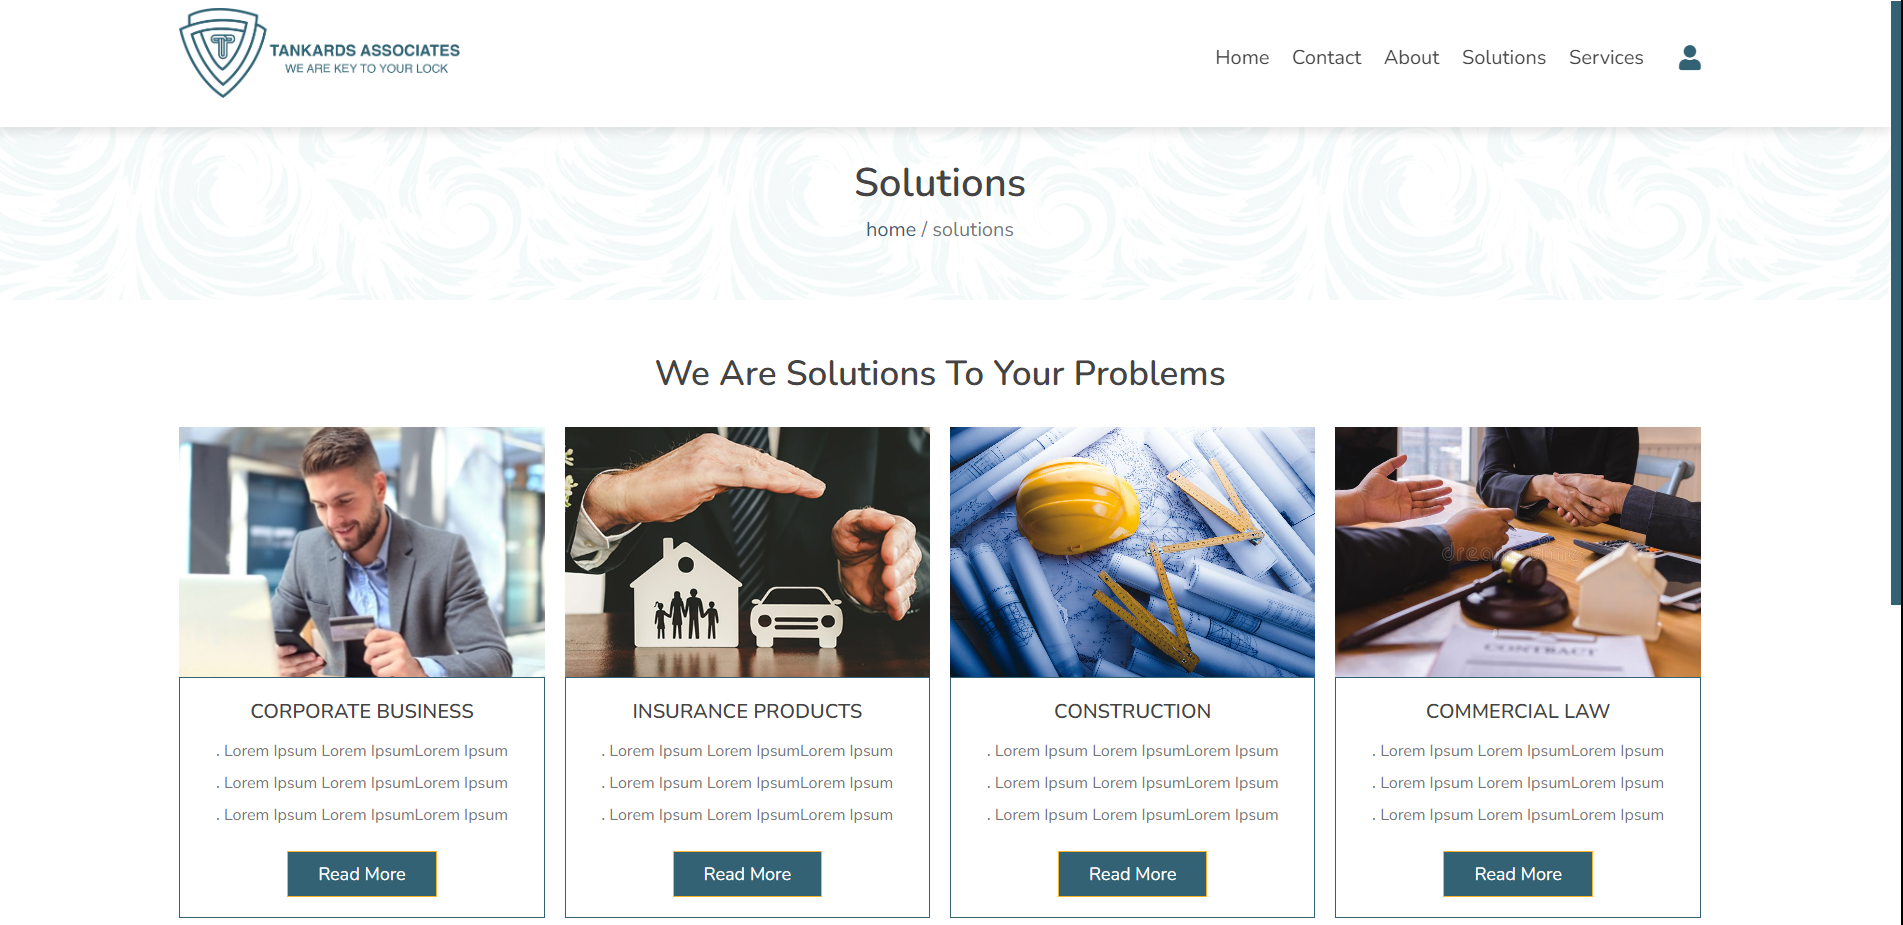 TANKARDS ASSOCIATES
WE ARE KEY TO YOUR LOCK
Home Contact About Solutions Services
Solutions
home / solutions
We Are Solutions To Your Problems
CONTRACT
CORPORATE BUSINESS
. Lorem Ipsum Lorem IpsumLorem Ipsum
. Lorem Ipsum Lorem IpsumLorem Ipsum
. Lorem Ipsum Lorem IpsumLorem Ipsum
Read More
INSURANCE PRODUCTS
. Lorem Ipsum Lorem IpsumLorem Ipsum
. Lorem Ipsum Lorem IpsumLorem Ipsum
. Lorem Ipsum Lorem IpsumLorem Ipsum
Read More
CONSTRUCTION
. Lorem Ipsum Lorem IpsumLorem Ipsum
. Lorem Ipsum Lorem IpsumLorem Ipsum
. Lorem Ipsum Lorem IpsumLorem Ipsum
Read More
COMMERCIAL LAW
. Lorem Ipsum Lorem IpsumLorem Ipsum
. Lorem Ipsum Lorem IpsumLorem Ipsum
. Lorem Ipsum Lorem IpsumLorem Ipsum
Read More